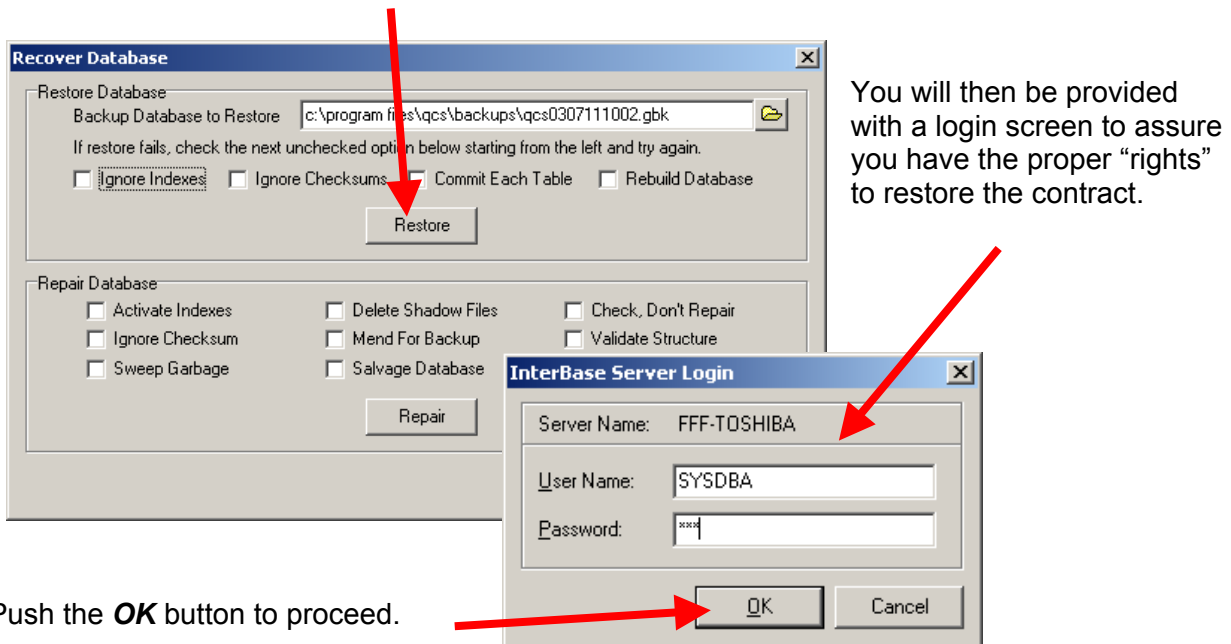 Recover Database
Restore Database
Backup Database to Restore c:\program files\qcs\backups\qcs0307111002.gbk
If restore fails, check the next unchecked option below starting from the left and try again.
Ignore Indexes Ignore Checksums Commit Each Table Rebuild Database
Restore
You will then be provided
with a login screen to assure
you have the proper “rights”
to restore the contract.
Repair Database
Activate Indexes Delete Shadow Files Check, Don't Repair
Ignore Checksum Mend For Backup Validate Structure
Sweep Garbage Salvage Database
Repair
InterBase Server Login
Server Name: FFF-TOSHIBA
User Name: SYSDBA
Password: ***
OK Cancel
Push the OK button to proceed.